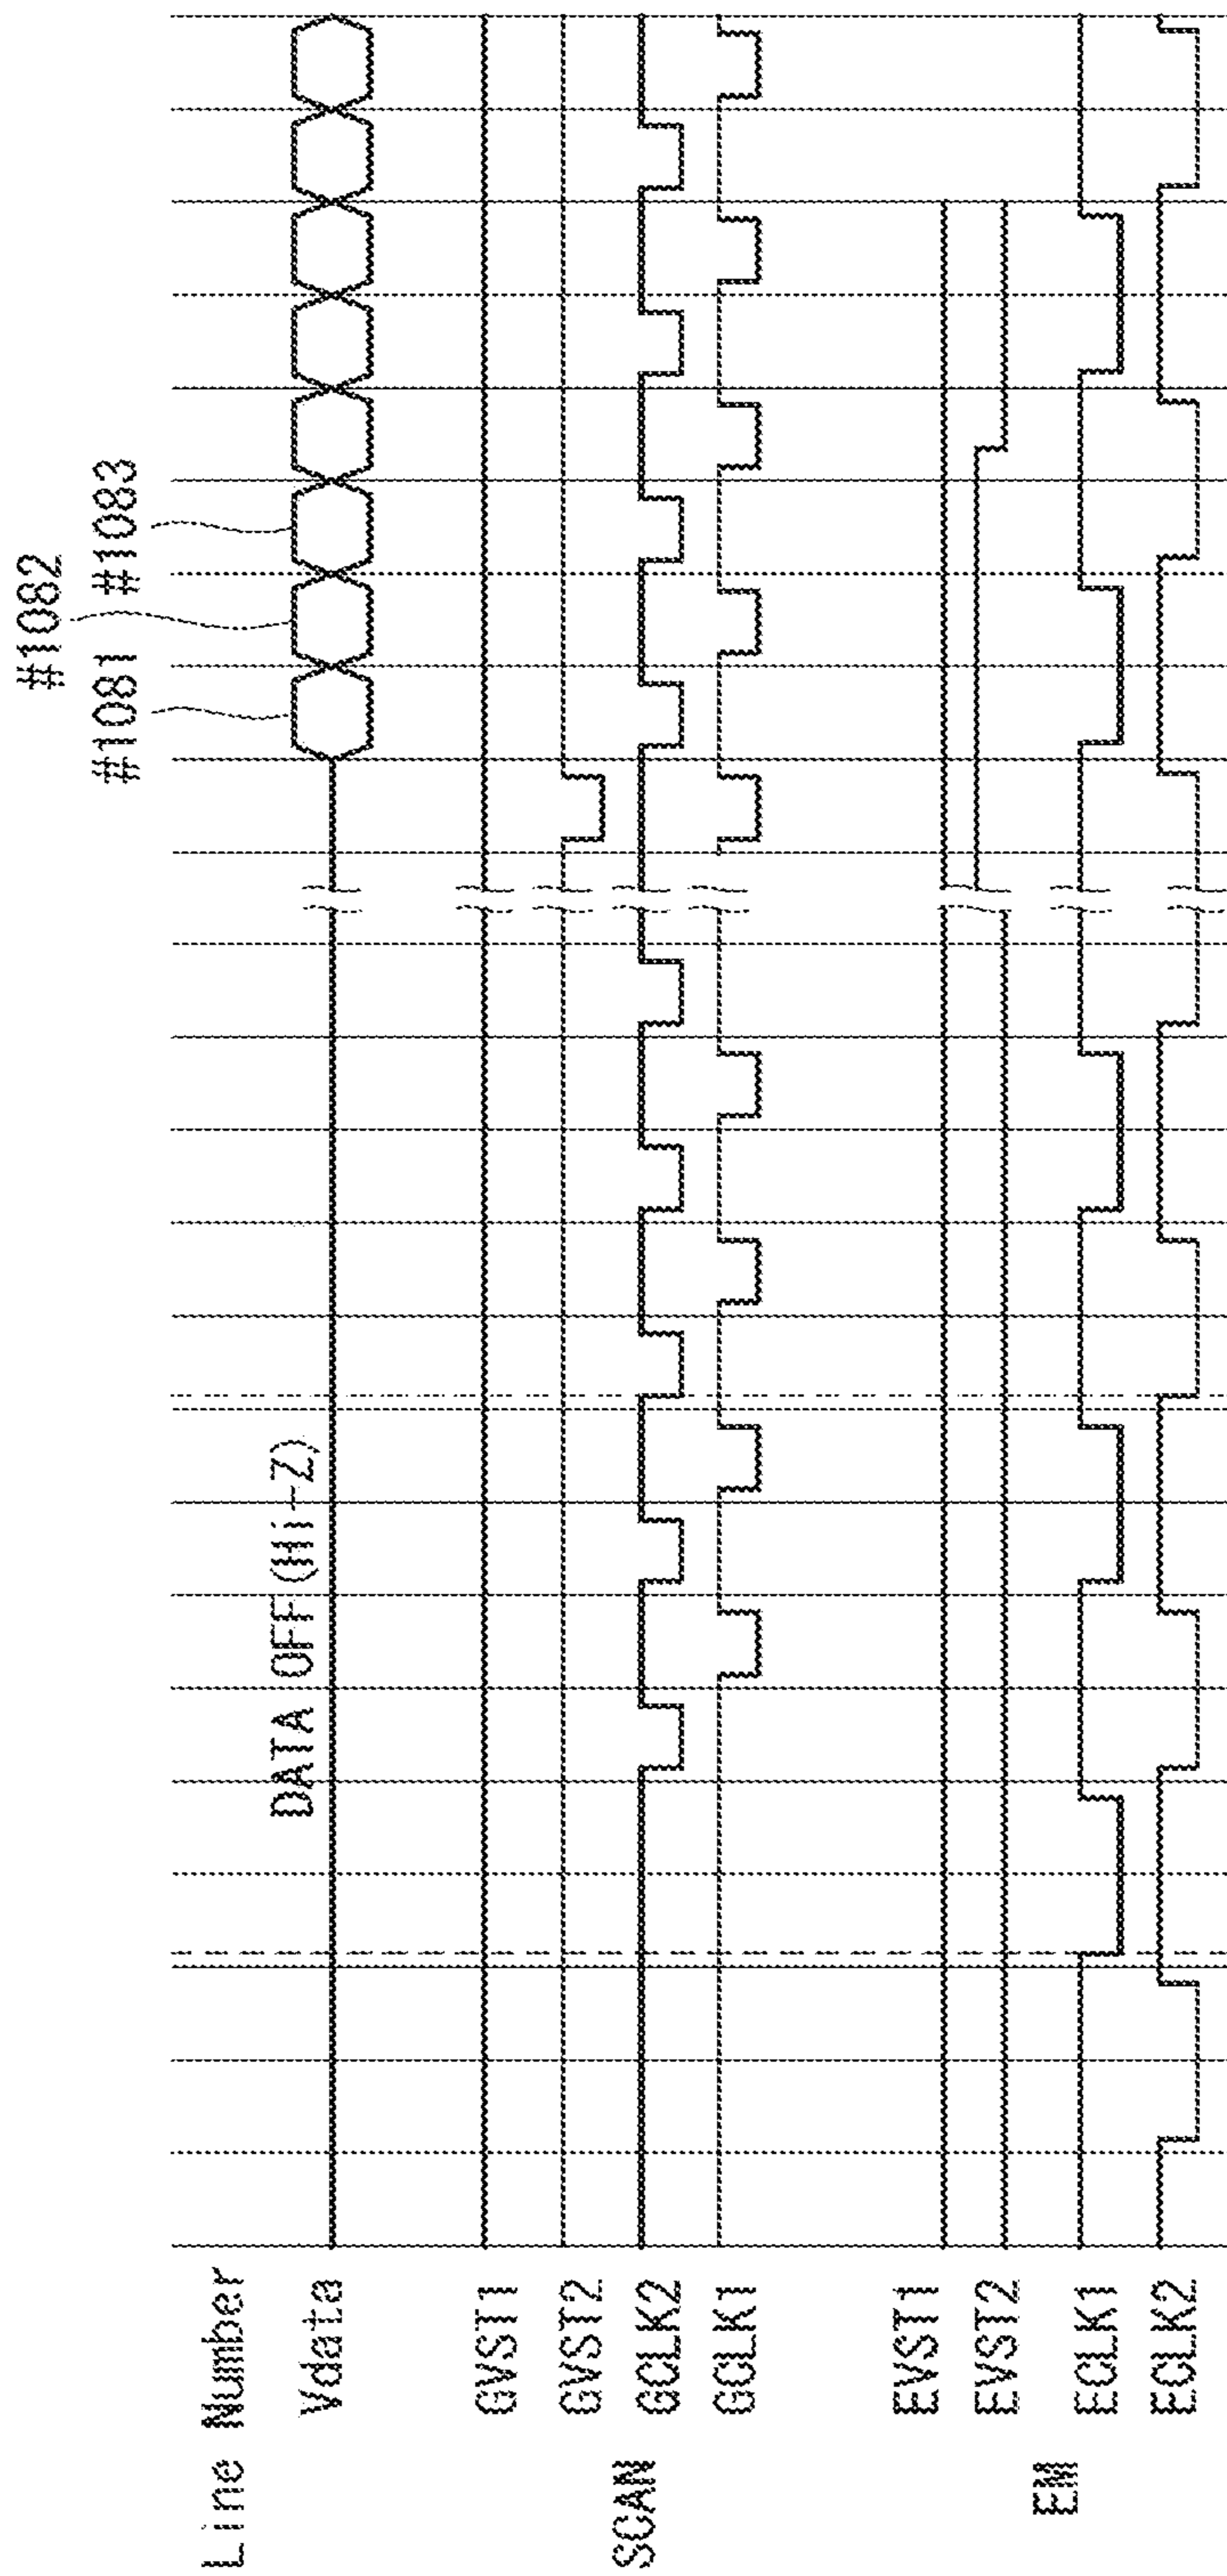 #1082
#1081 #1083
Line Number
Vdata
DATA OFF(Hi-Z)
SCAN
GVST1
GVST2
GCLK2
GCLK1
EM
EVST1
EVST2
ECLK1
ECLK2